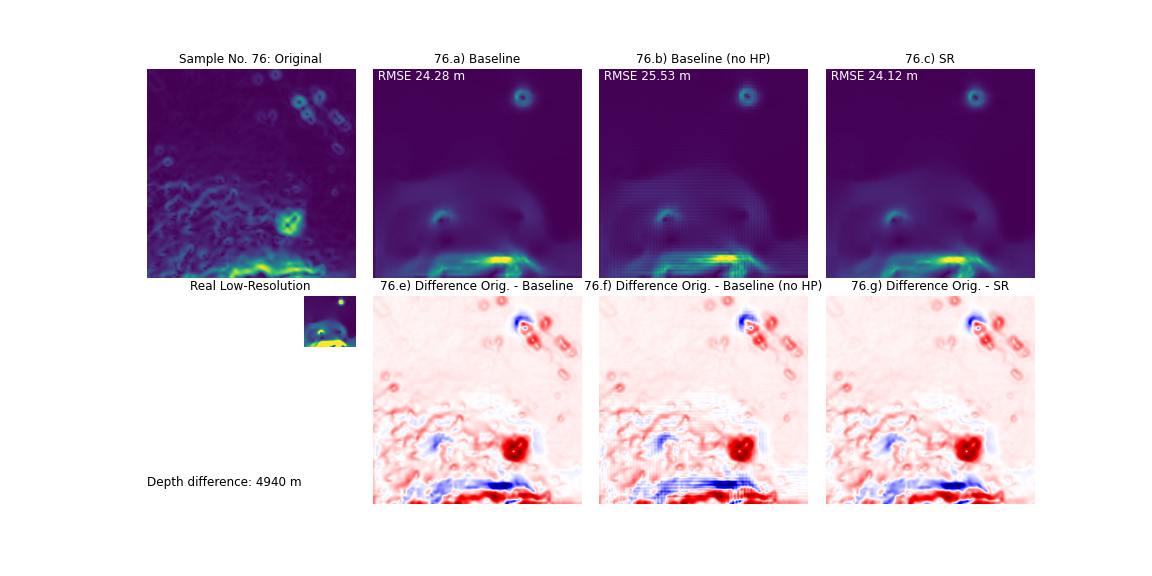 Sample No. 76: Original
76.a) Baseline
76.b) Baseline (no HP)
76.c) SR
RMSE 24.28 m
RMSE 25.53 m
RMSE 24.12 m
Real Low-Resolution
76.e) Difference Orig. - Baseline
76.f) Difference Orig. - Baseline (no HP)
76.g) Difference Orig. - SR
Depth difference: 4940 m